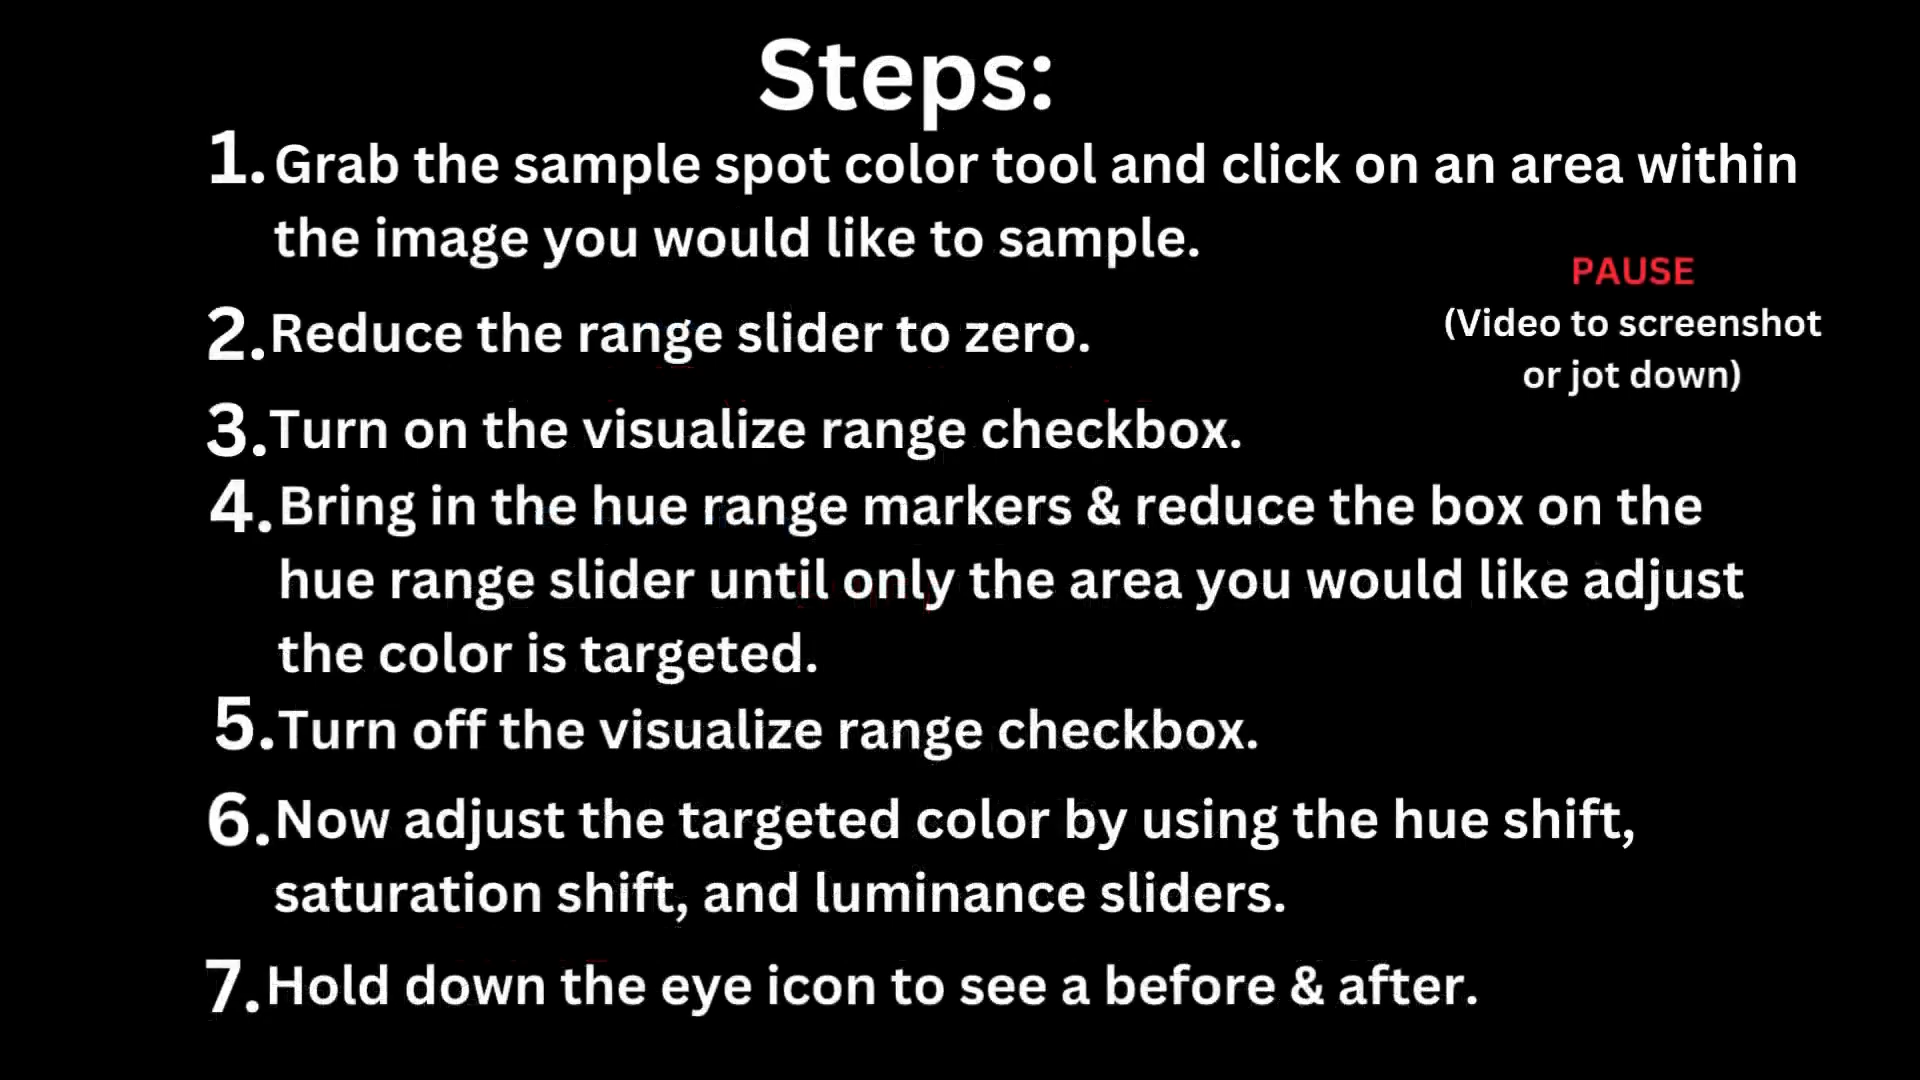 Steps:
1. Grab the sample spot color tool and click on an area within
the image you would like to sample.
PAUSE
(Video to screenshot
or jot down)
2. Reduce the range slider to zero.
3. Turn on the visualize range checkbox.
4. Bring in the hue range markers & reduce the box on the
hue range slider until only the area you would like adjust
the color is targeted.
5. Turn off the visualize range checkbox.
6. Now adjust the targeted color by using the hue shift,
saturation shift, and luminance sliders.
7. Hold down the eye icon to see a before & after.